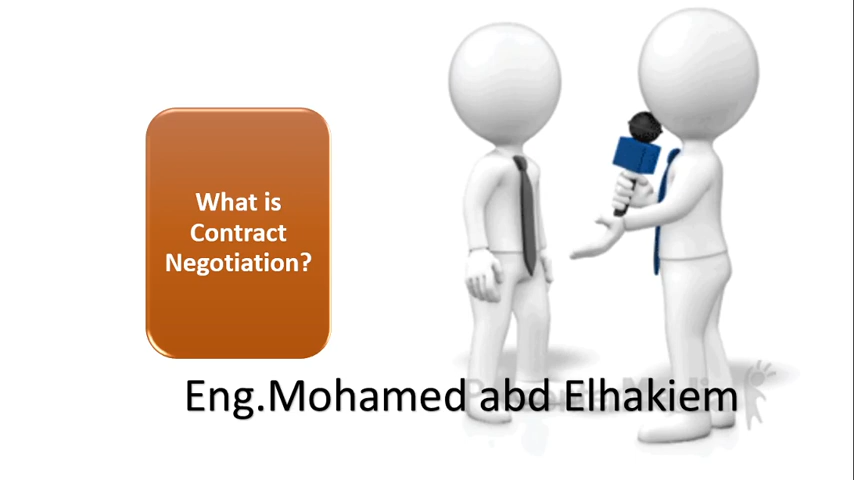 What is
Contract
Negotiation?
Eng.Mohamed abd Elhakiem